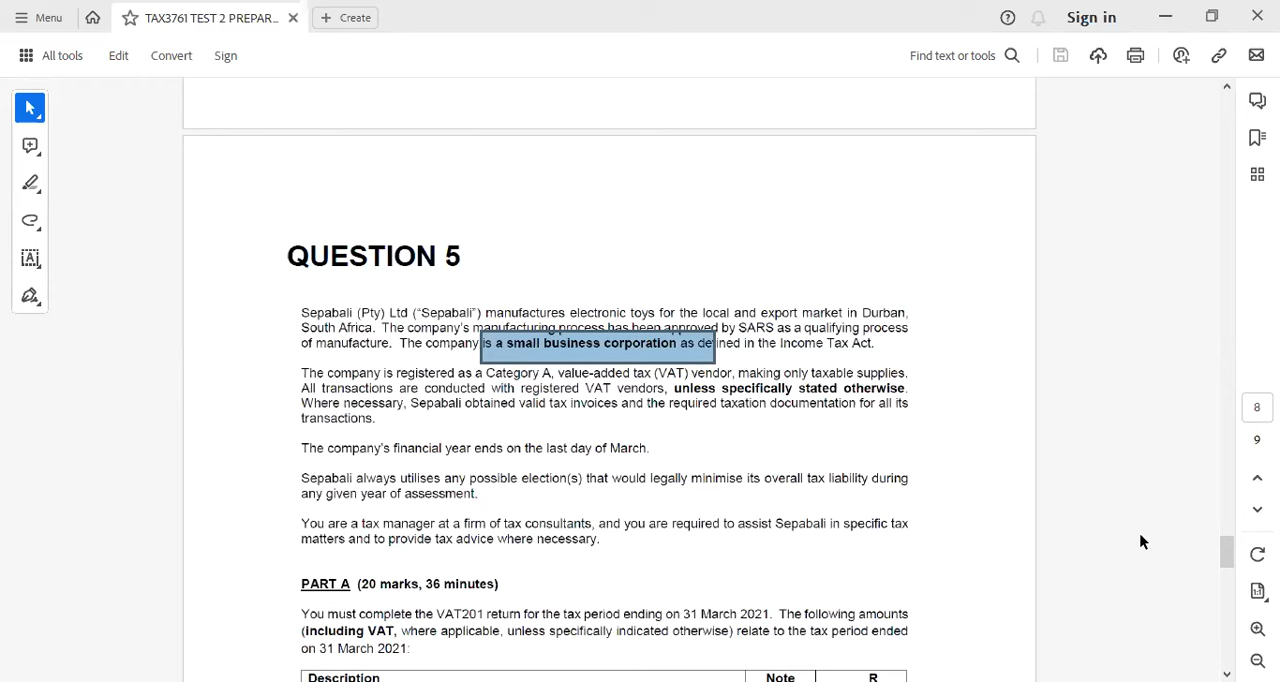 Menu
TAX3761 TEST 2 PREPAR...
Create
Sign in
All tools
Edit
Convert
Sign
Find text or tools
QUESTION 5
Sepabali (Pty) Ltd (“Sepabali”) manufactures electronic toys for the local and export market in Durban,
South Africa. The company’s manufacturing process has been approved by SARS as a qualifying process
of manufacture. The company is a small business corporation as defined in the Income Tax Act.
The company is registered as a Category A, value-added tax (VAT) vendor, making only taxable supplies.
All transactions are conducted with registered VAT vendors, unless specifically stated otherwise.
Where necessary, Sepabali obtained valid tax invoices and the required taxation documentation for all its
transactions.
The company’s financial year ends on the last day of March.
Sepabali always utilises any possible election(s) that would legally minimise its overall tax liability during
any given year of assessment.
You are a tax manager at a firm of tax consultants, and you are required to assist Sepabali in specific tax
matters and to provide tax advice where necessary.
PART A (20 marks, 36 minutes)
You must complete the VAT201 return for the tax period ending on 31 March 2021. The following amounts
(including VAT, where applicable, unless specifically indicated otherwise) relate to the tax period ended
on 31 March 2021:
Description Note R
8
9